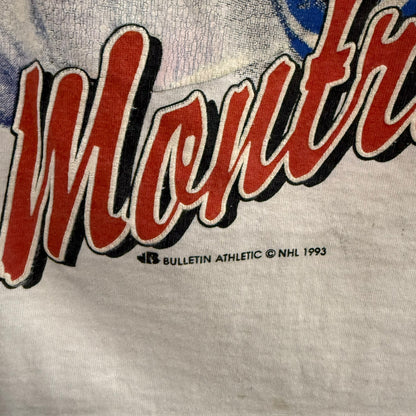 Montr
BULLETIN ATHLETIC © NHL 1993